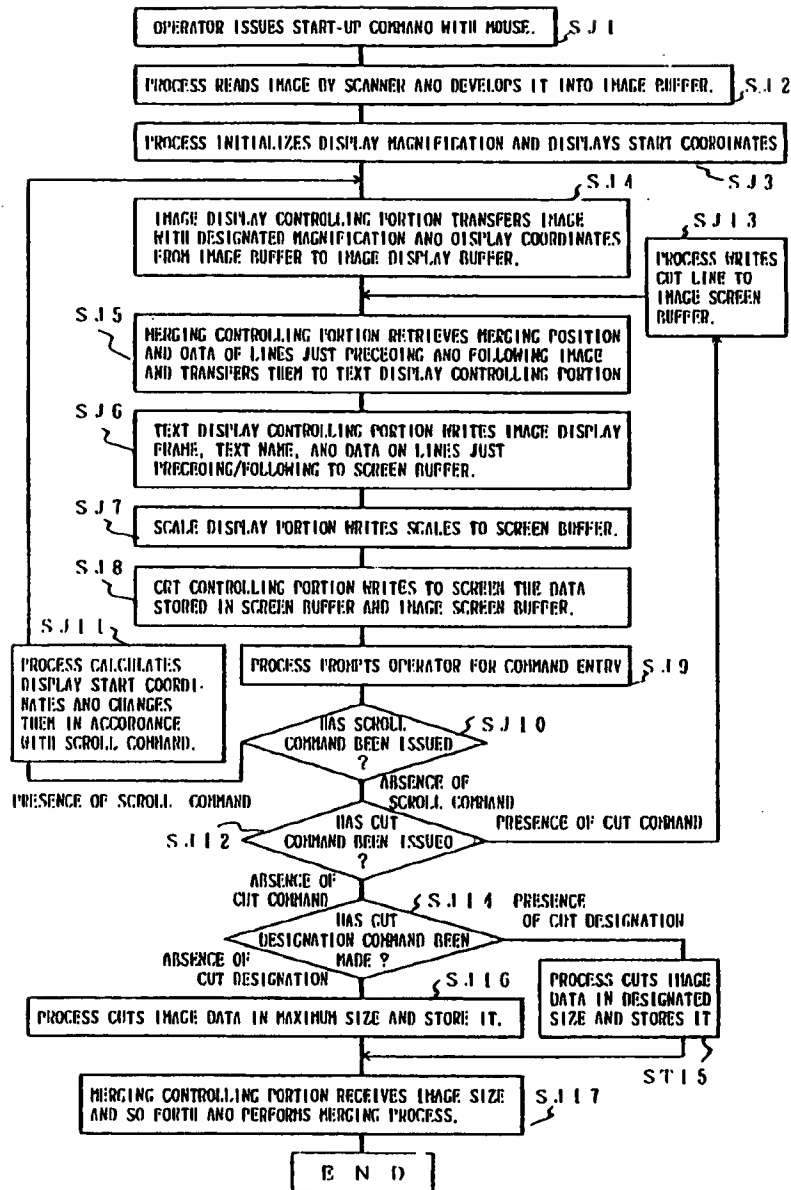 OPERATOR ISSUES START-UP COMMAND WITH MOUSE.
SJ1
PROCESS READS IMAGE BY SCANNER AND DEVELOPS IT INTO IMAGE BUFFER.
SJ2
PROCESS INITIALIZES DISPLAY MAGNIFICATION AND DISPLAYS START COORDINATES
SJ3
SJ4
IMAGE DISPLAY CONTROLLING PORTION TRANSFERS IMAGE
WITH DESIGNATED MAGNIFICATION AND DISPLAY COORDINATES
FROM IMAGE BUFFER TO IMAGE DISPLAY BUFFER.
SJ13
PROCESS WRITES
CUT LINE TO
IMAGE SCREEN
BUFFER.
SJ5
MERGING CONTROLLING PORTION RETRIEVES MERGING POSITION
AND DATA OF LINES JUST PRECEDING AND FOLLOWING IMAGE
AND TRANSFERS THEM TO TEXT DISPLAY CONTROLLING PORTION
SJ6
TEXT DISPLAY CONTROLLING PORTION WRITES IMAGE DISPLAY
FRAME, TEXT NAME, AND DATA ON LINES JUST
PRECEDING/FOLLOWING TO SCREEN BUFFER.
SJ7
SCALE DISPLAY PORTION WRITES SCALES TO SCREEN BUFFER.
SJ8
CRT CONTROLLING PORTION WRITES TO SCREEN THE DATA
STORED IN SCREEN BUFFER AND IMAGE SCREEN BUFFER.
SJ11
PROCESS CALCULATES
DISPLAY START COORDI-
NATES AND CHANGES
THEM IN ACCORDANCE
WITH SCROLL COMMAND.
PROCESS PROMPTS OPERATOR FOR COMMAND ENTRY
SJ9
HAS SCROLL
COMMAND BEEN ISSUED
?
SJ10
PRESENCE OF SCROLL COMMAND
ABSENCE OF
SCROLL COMMAND
SJ12
HAS CUT
COMMAND BEEN ISSUED
?
PRESENCE OF CUT COMMAND
ABSENCE OF
CUT COMMAND
SJ14
HAS CUT
DESIGNATION COMMAND BEEN
MADE ?
PRESENCE
OF CUT DESIGNATION
ABSENCE OF
CUT DESIGNATION
SJ16
PROCESS CUTS IMAGE DATA IN MAXIMUM SIZE AND STORE IT.
PROCESS CUTS IMAGE
DATA IN DESIGNATED
SIZE AND STORES IT
ST15
MERGING CONTROLLING PORTION RECEIVES IMAGE SIZE
AND SO FORTH AND PERFORMS MERGING PROCESS.
SJ17
END